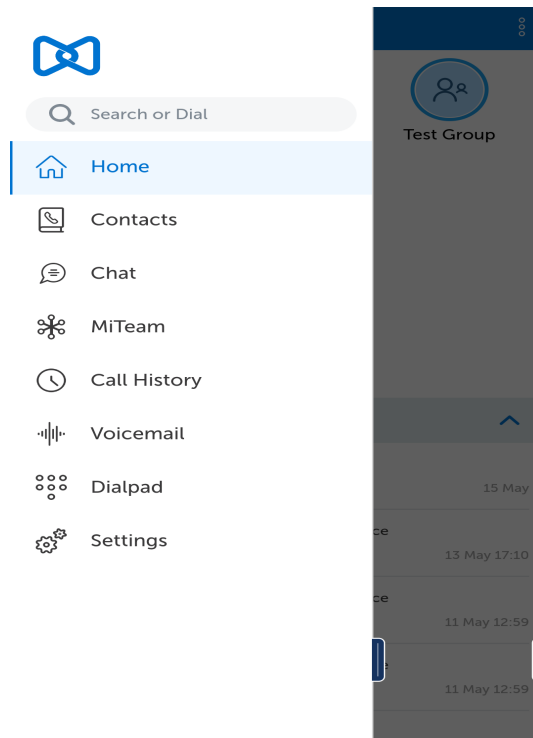 Search or Dial
Home
Contacts
Chat
MiTeam
Call History
Voicemail
Dialpad
Settings
Test Group
15 May
ce
13 May 17:10
ce
11 May 12:59
11 May 12:59